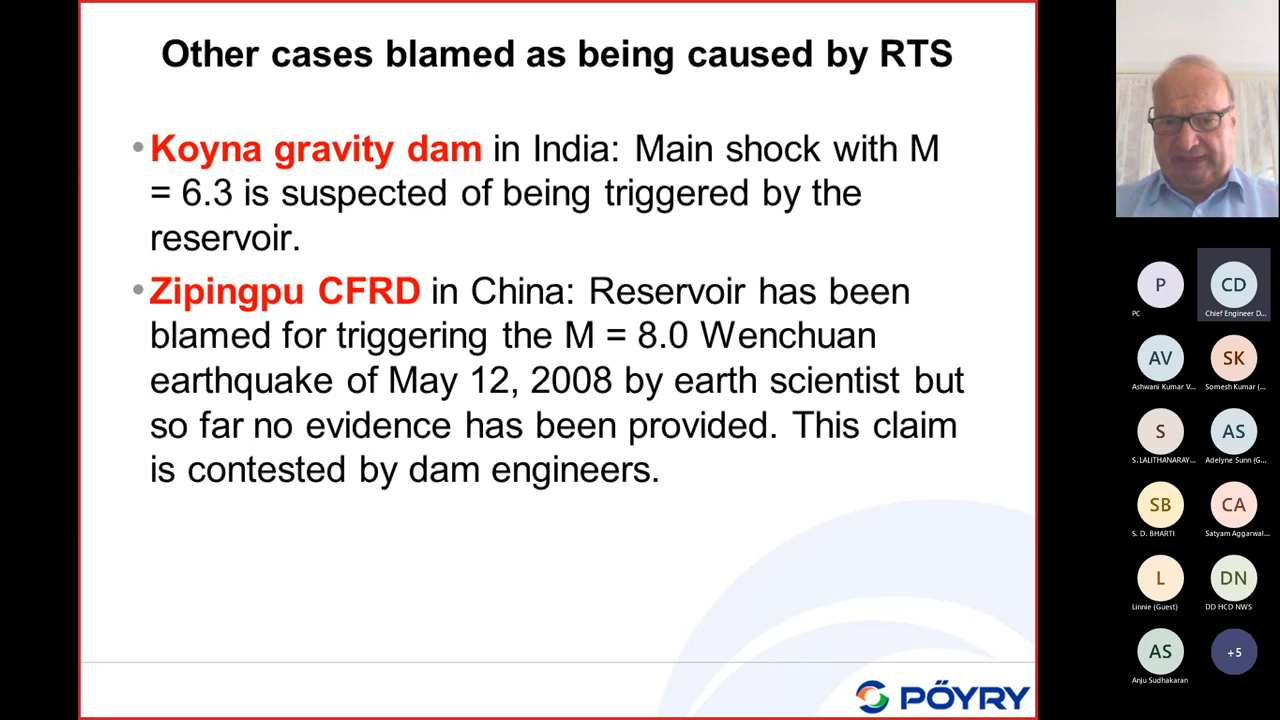 Other cases blamed as being caused by RTS
Koyna gravity dam in India: Main shock with M
= 6.3 is suspected of being triggered by the
reservoir.
Zipingpu CFRD in China: Reservoir has been
blamed for triggering the M = 8.0 Wenchuan
earthquake of May 12, 2008 by earth scientist but
so far no evidence has been provided. This claim
is contested by dam engineers.
PÖYRY
P
PC
CD
Chief Engineer D...
AV
Ashwani Kumar V...
SK
Somesh Kumar (...
S
S. LALITHANARAY...
AS
Adelyne Sunn (G...
SB
S. D. BHARTI
CA
Satyam Aggarwal...
L
Linnie (Guest)
DN
DD HCD NWS
AS
Anju Sudhakaran
+5